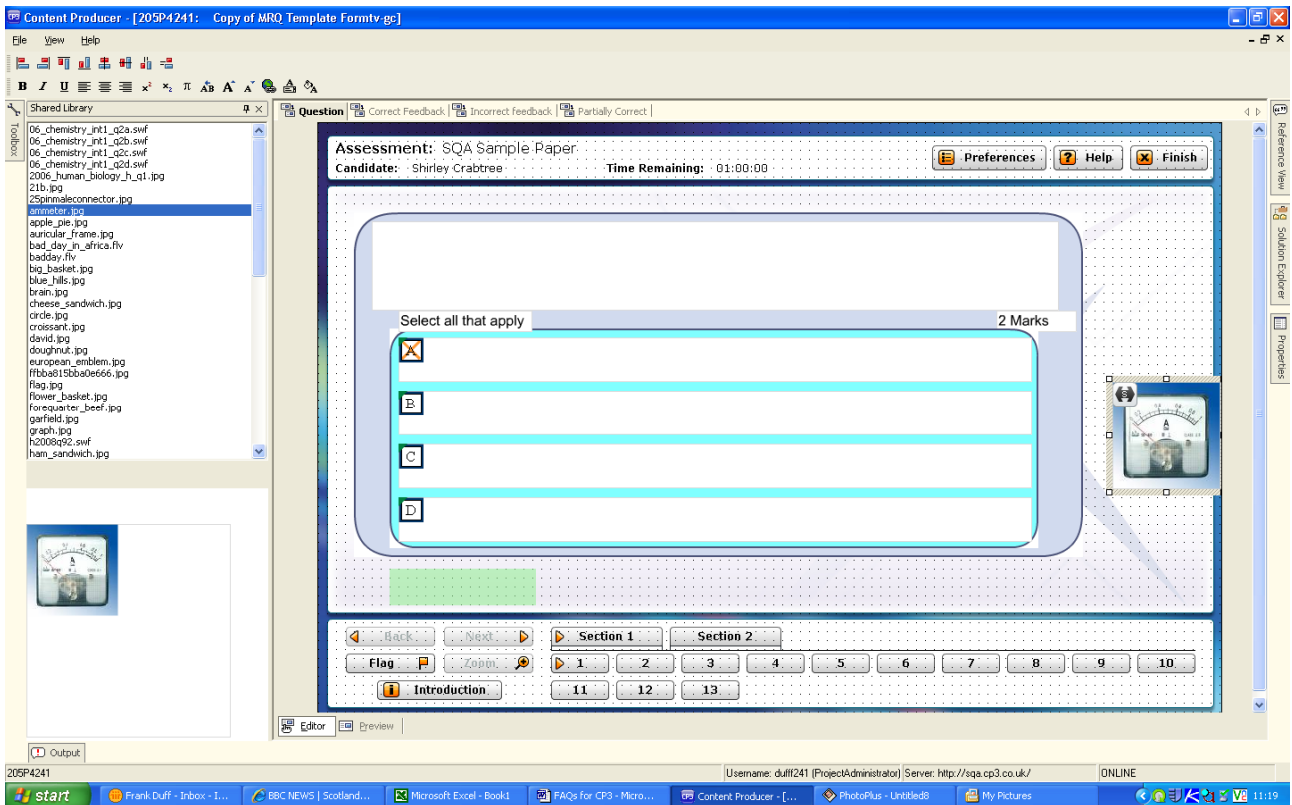 Content Producer - [205P4241: Copy of MRQ Template Formtv-gc]
File View Help
B I U x² x₂ π
Shared Library
Toolbox
06_chemistry_int1_q2a.swf
06_chemistry_int1_q2b.swf
06_chemistry_int1_q2c.swf
06_chemistry_int1_q2d.swf
2006_human_biology_h_q1.jpg
21b.jpg
25pinmaleconnector.jpg
ammeter.jpg
apple_pie.jpg
auricular_frame.jpg
bad_day_in_africa.flv
badday.flv
big_basket.jpg
blue_hills.jpg
brain.jpg
cheese_sandwich.jpg
circle.jpg
croissant.jpg
david.jpg
doughnut.jpg
european_emblem.jpg
ffbba815bba0e666.jpg
flag.jpg
flower_basket.jpg
forequarter_beef.jpg
garfield.jpg
graph.jpg
h2008q92.swf
ham_sandwich.jpg
Question Correct Feedback Incorrect feedback Partially Correct
Assessment: SQA Sample Paper
Candidate: Shirley Crabtree Time Remaining: 01:00:00
Preferences Help Finish
Select all that apply 2 Marks
A
B
C
D
Back Next Section 1 Section 2
Flag Zoom 1 2 3 4 5 6 7 8 9 10
Introduction 11 12 13
Reference View
Solution Explorer
Properties
Editor Preview
Output
205P4241 Username: dufff241 (ProjectAdministrator) Server: http://sqa.cp3.co.uk/ ONLINE
start Frank Duff - Inbox - I... BBC NEWS | Scotland... Microsoft Excel - Book1 FAQs for CP3 - Micro... Content Producer - [... PhotoPlus - Untitled8 My Pictures 11:19